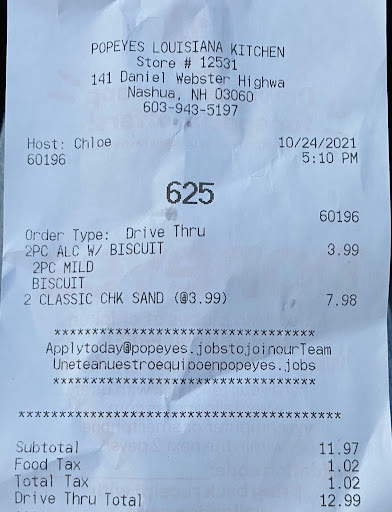 POPEYES LOUISIANA KITCHEN
Store # 12531
141 Daniel Webster Highwa
Nashua, NH 03060
603-943-5197
Host: Chloe 10/24/2021
60196 5:10 PM
625
60196
Order Type: Drive Thru
2PC ALC W/ BISCUIT 3.99
2PC MILD
BISCUIT
2 CLASSIC CHK SAND (@3.99) 7.98
*********************************
Applytoday@popeyes.jobstojoinourTeam
Uneteanuestroequipoenpopeyes.jobs
*********************************
*****************************************
Subtotal 11.97
Food Tax 1.02
Total Tax 1.02
Drive Thru Total 12.99